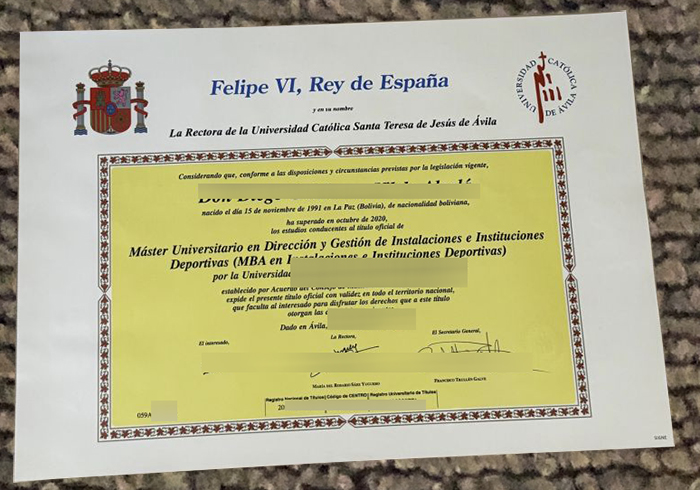 Felipe VI, Rey de España
y en su nombre
La Rectora de la Universidad Católica Santa Teresa de Jesús de Ávila
UNIVERSIDAD CATÓLICA DE ÁVILA
Considerando que, conforme a las disposiciones y circunstancias previstas por la legislación vigente,
Don Diego
nacido el día 15 de noviembre de 1991 en La Paz (Bolivia), de nacionalidad boliviana,
ha superado en octubre de 2020,
los estudios conducentes al título oficial de
Máster Universitario en Dirección y Gestión de Instalaciones e Instituciones
Deportivas (MBA en Instalaciones e Instituciones Deportivas)
por la Universidad
establecido por Acuerdo del Consejo de
expide el presente título oficial con validez en todo el territorio nacional,
que faculta al interesado para disfrutar los derechos que a este título
otorgan las
Dado en Ávila,
El interesado,
La Rectora,
El Secretario General,
María del Rosario Sáez Yuguero
Francisco Trullén Galve
Registro Nacional de Títulos Código de CENTRO Registro Universitario de Títulos
20
059A
SIGNE